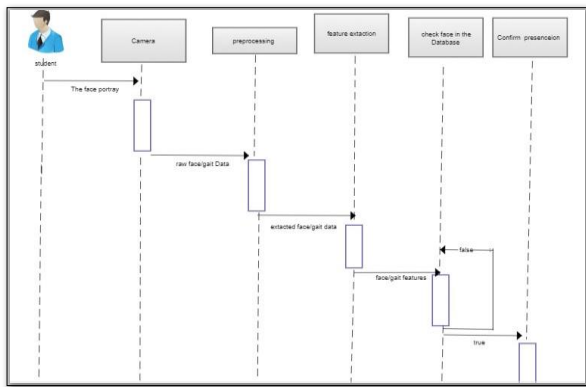 student
Camera
preprocessing
feature extaction
check face in the
Database
Confirm presencesion
The face portray
raw face/gait Data
extacted face/gait data
false
face/gait features
true